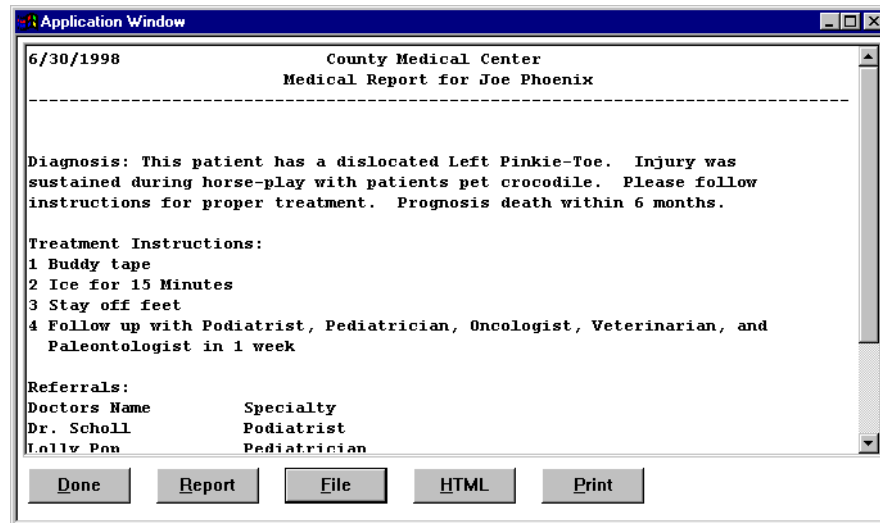 Application Window
6/30/1998 County Medical Center
Medical Report for Joe Phoenix
--------------------------------------------------------------------------------
Diagnosis: This patient has a dislocated Left Pinkie-Toe. Injury was
sustained during horse-play with patients pet crocodile. Please follow
instructions for proper treatment. Prognosis death within 6 months.
Treatment Instructions:
1 Buddy tape
2 Ice for 15 Minutes
3 Stay off feet
4 Follow up with Podiatrist, Pediatrician, Oncologist, Veterinarian, and
Paleontologist in 1 week
Referrals:
Doctors Name Specialty
Dr. Scholl Podiatrist
Lolly Pop Pediatrician
Done Report File HTML Print